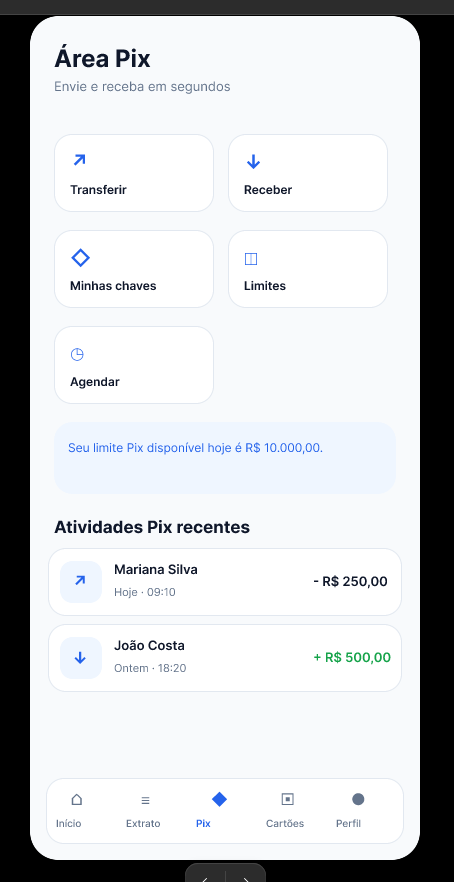 Área Pix
Envie e receba em segundos
Transferir
Receber
Minhas chaves
Limites
Agendar
Seu limite Pix disponível hoje é R$ 10.000,00.
Atividades Pix recentes
Mariana Silva
- R$ 250,00
Hoje · 09:10
João Costa
+ R$ 500,00
Ontem · 18:20
Início
Extrato
Pix
Cartões
Perfil